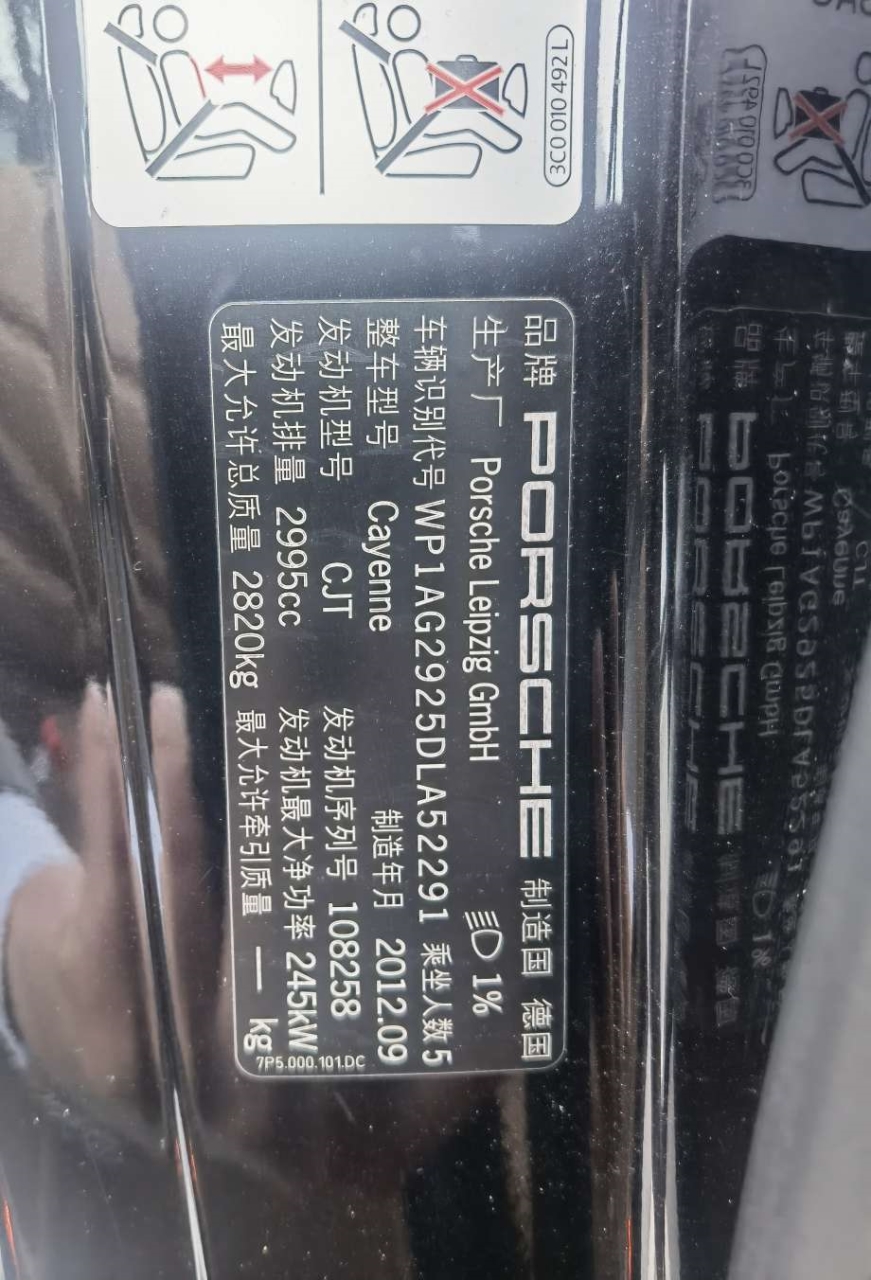 3C0 010 492 L
品牌 PORSCHE 制造国 德国
生产厂 Porsche Leipzig GmbH 1%
车辆识别代号 WP1AG2925DLA52291 乘坐人数 5
整车型号 Cayenne 制造年月 2012.09
发动机型号 CJT 发动机序列号 108258
发动机排量 2995cc 发动机最大净功率 245kW
最大允许总质量 2820kg 最大允许牵引质量 — kg
7P5.000.101.DC